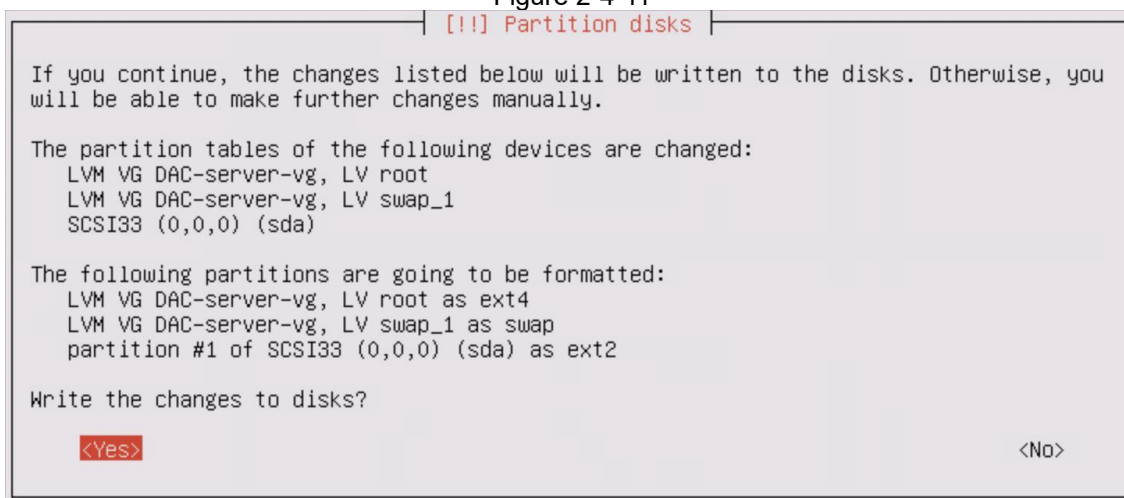 [!!] Partition disks
If you continue, the changes listed below will be written to the disks. Otherwise, you
will be able to make further changes manually.
The partition tables of the following devices are changed:
LVM VG DAC-server-vg, LV root
LVM VG DAC-server-vg, LV swap_1
SCSI33 (0,0,0) (sda)
The following partitions are going to be formatted:
LVM VG DAC-server-vg, LV root as ext4
LVM VG DAC-server-vg, LV swap_1 as swap
partition #1 of SCSI33 (0,0,0) (sda) as ext2
Write the changes to disks?
<Yes> <No>